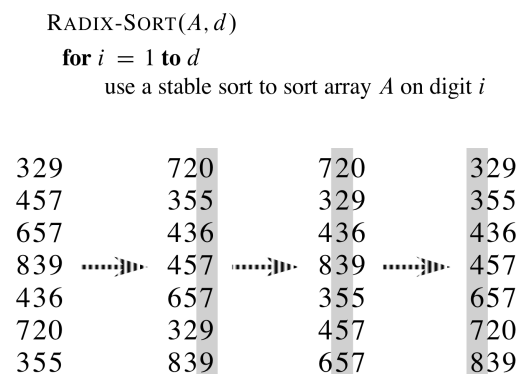 RADIX-SORT(A, d)
for i = 1 to d
use a stable sort to sort array A on digit i
329 720 720 329
457 355 329 355
657 436 436 436
839 457 839 457
436 657 355 657
720 329 457 720
355 839 657 839